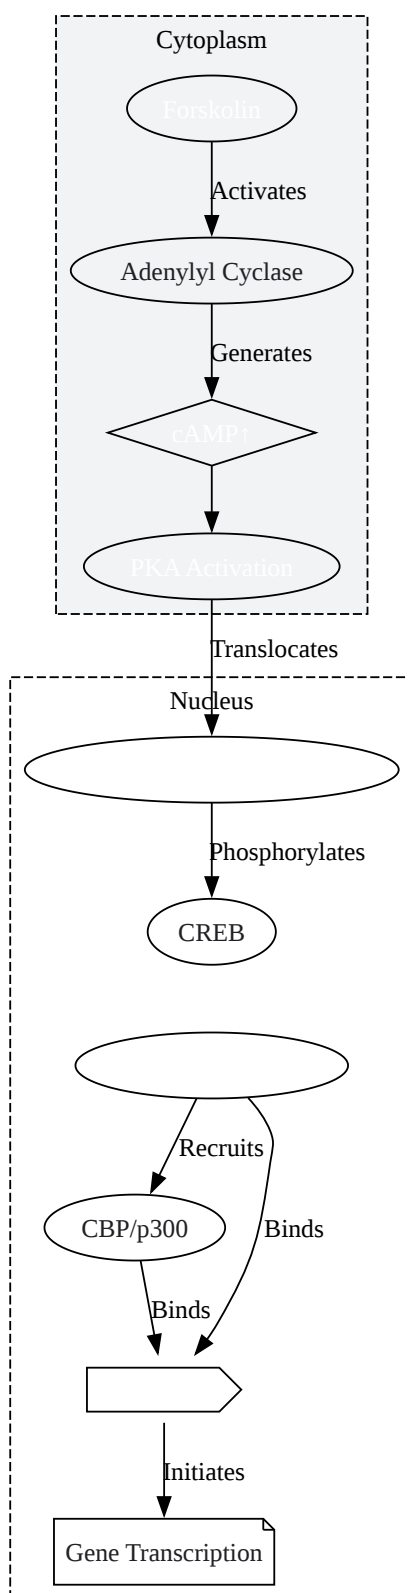 Cytoplasm
Forskolin
Activates
Adenylyl Cyclase
Generates
cAMP↑
PKA Activation
Translocates
Nucleus
Phosphorylates
CREB
Recruits
CBP/p300
Binds
Binds
Initiates
Gene Transcription